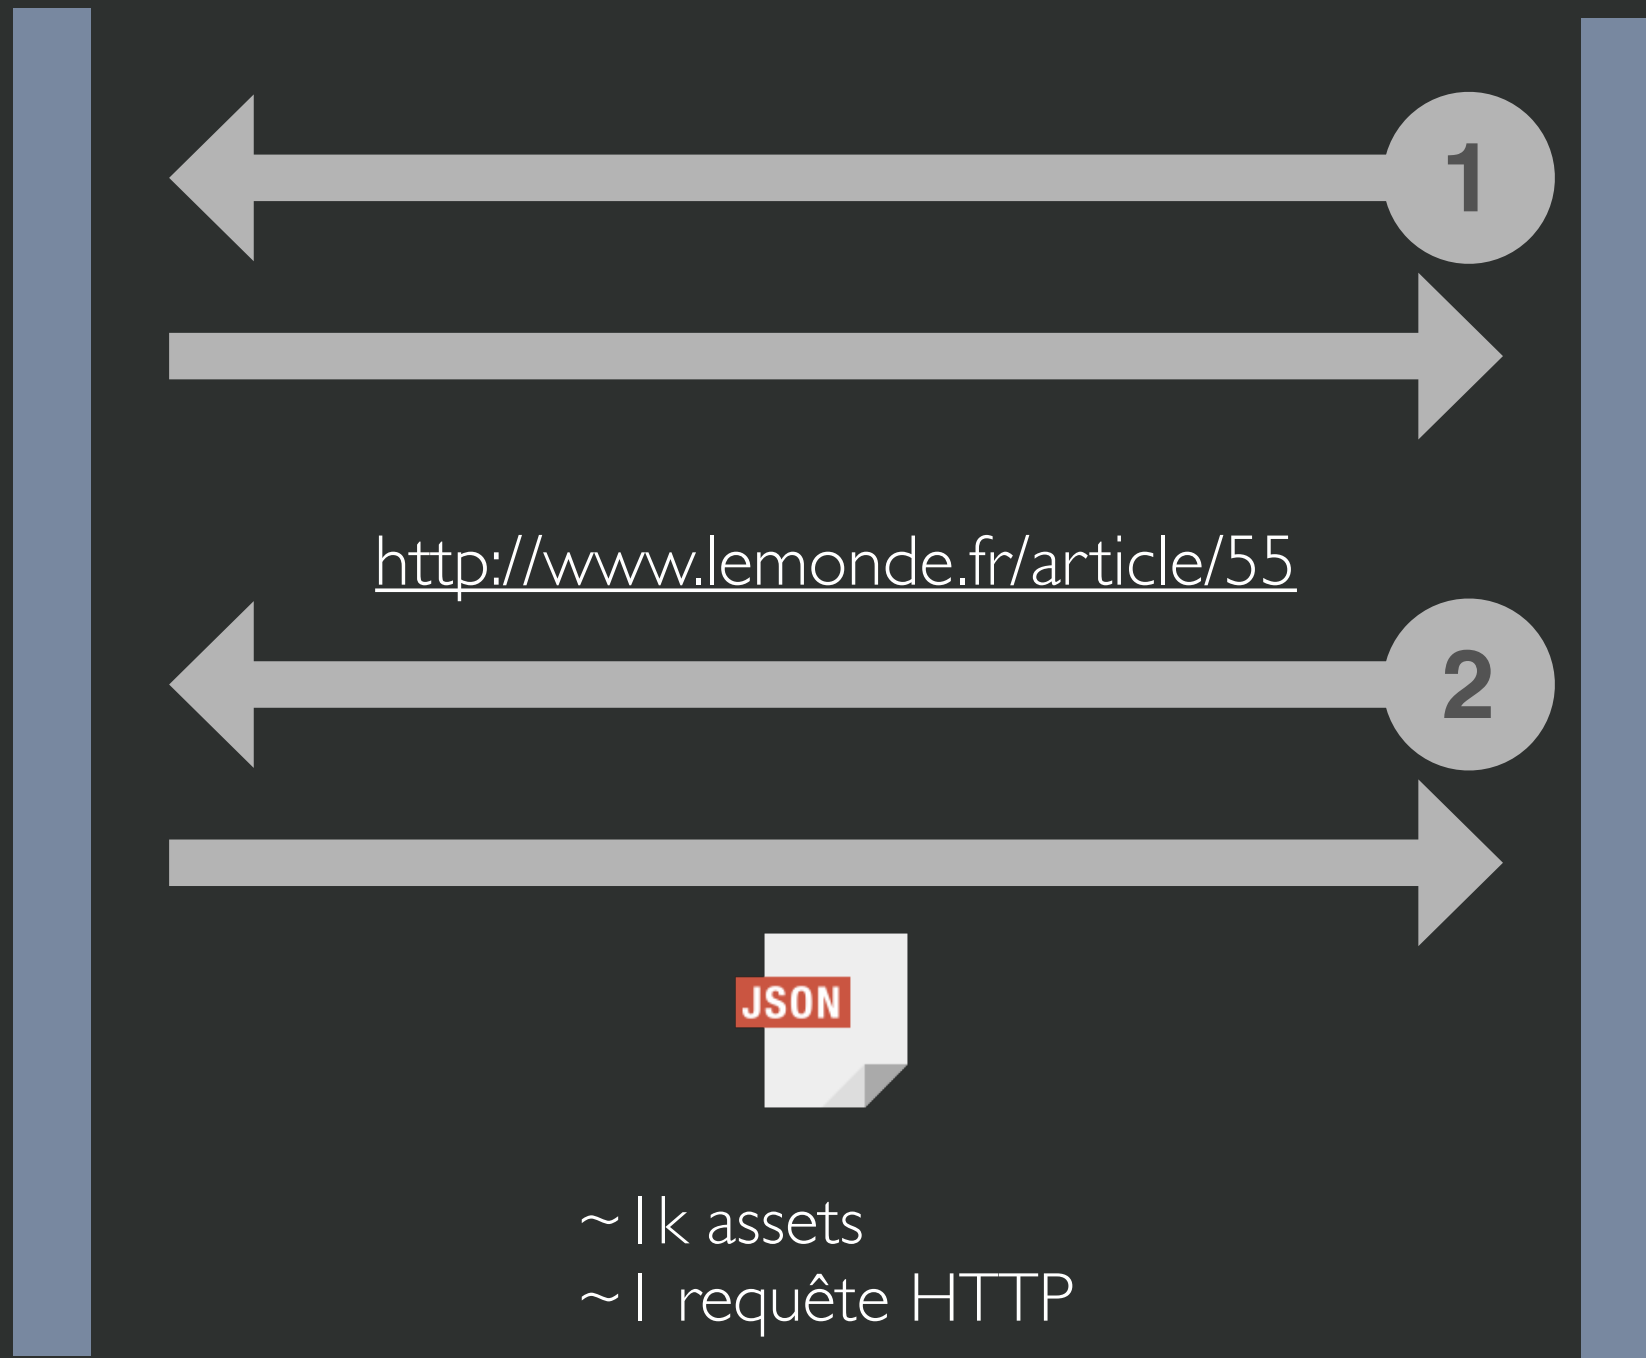 1
http://www.lemonde.fr/article/55
2
JSON
~1k assets
~1 requête HTTP